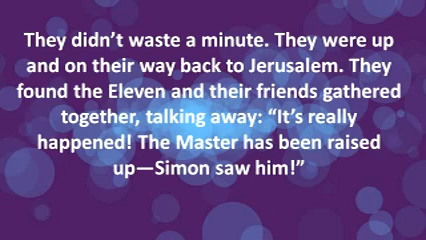 They didn’t waste a minute. They were up
and on their way back to Jerusalem. They
found the Eleven and their friends gathered
together, talking away: “It’s really
happened! The Master has been raised
up—Simon saw him!”